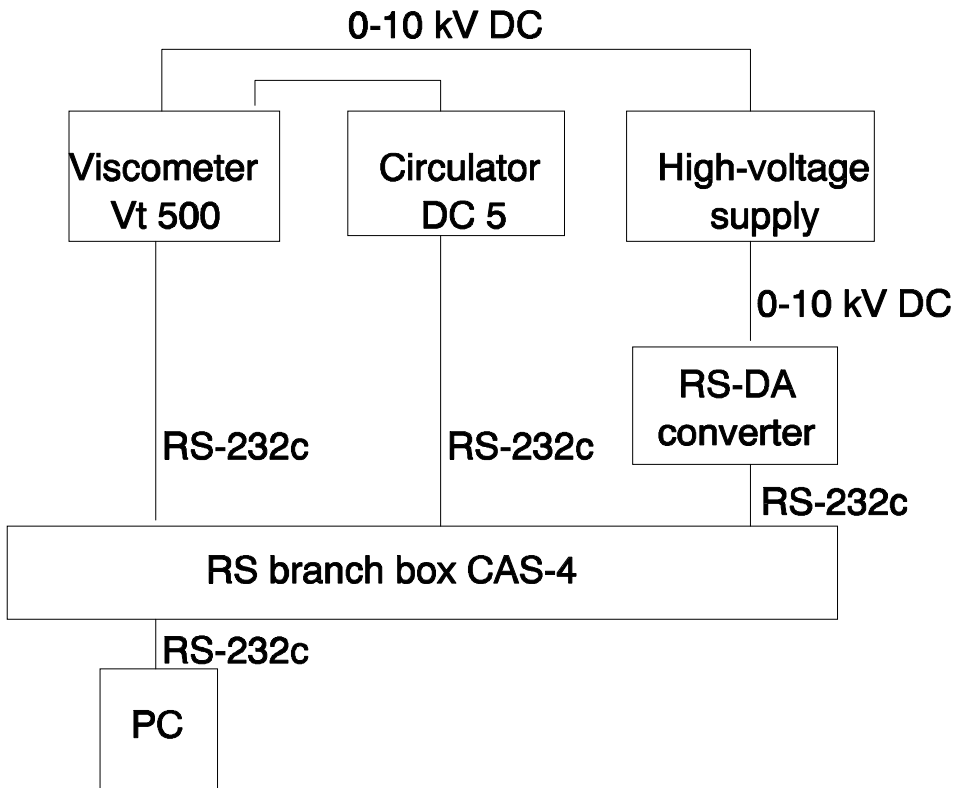 0-10 kV DC
Viscometer
Vt 500
Circulator
DC 5
High-voltage
supply
0-10 kV DC
RS-DA
converter
RS-232c
RS-232c
RS-232c
RS branch box CAS-4
RS-232c
PC